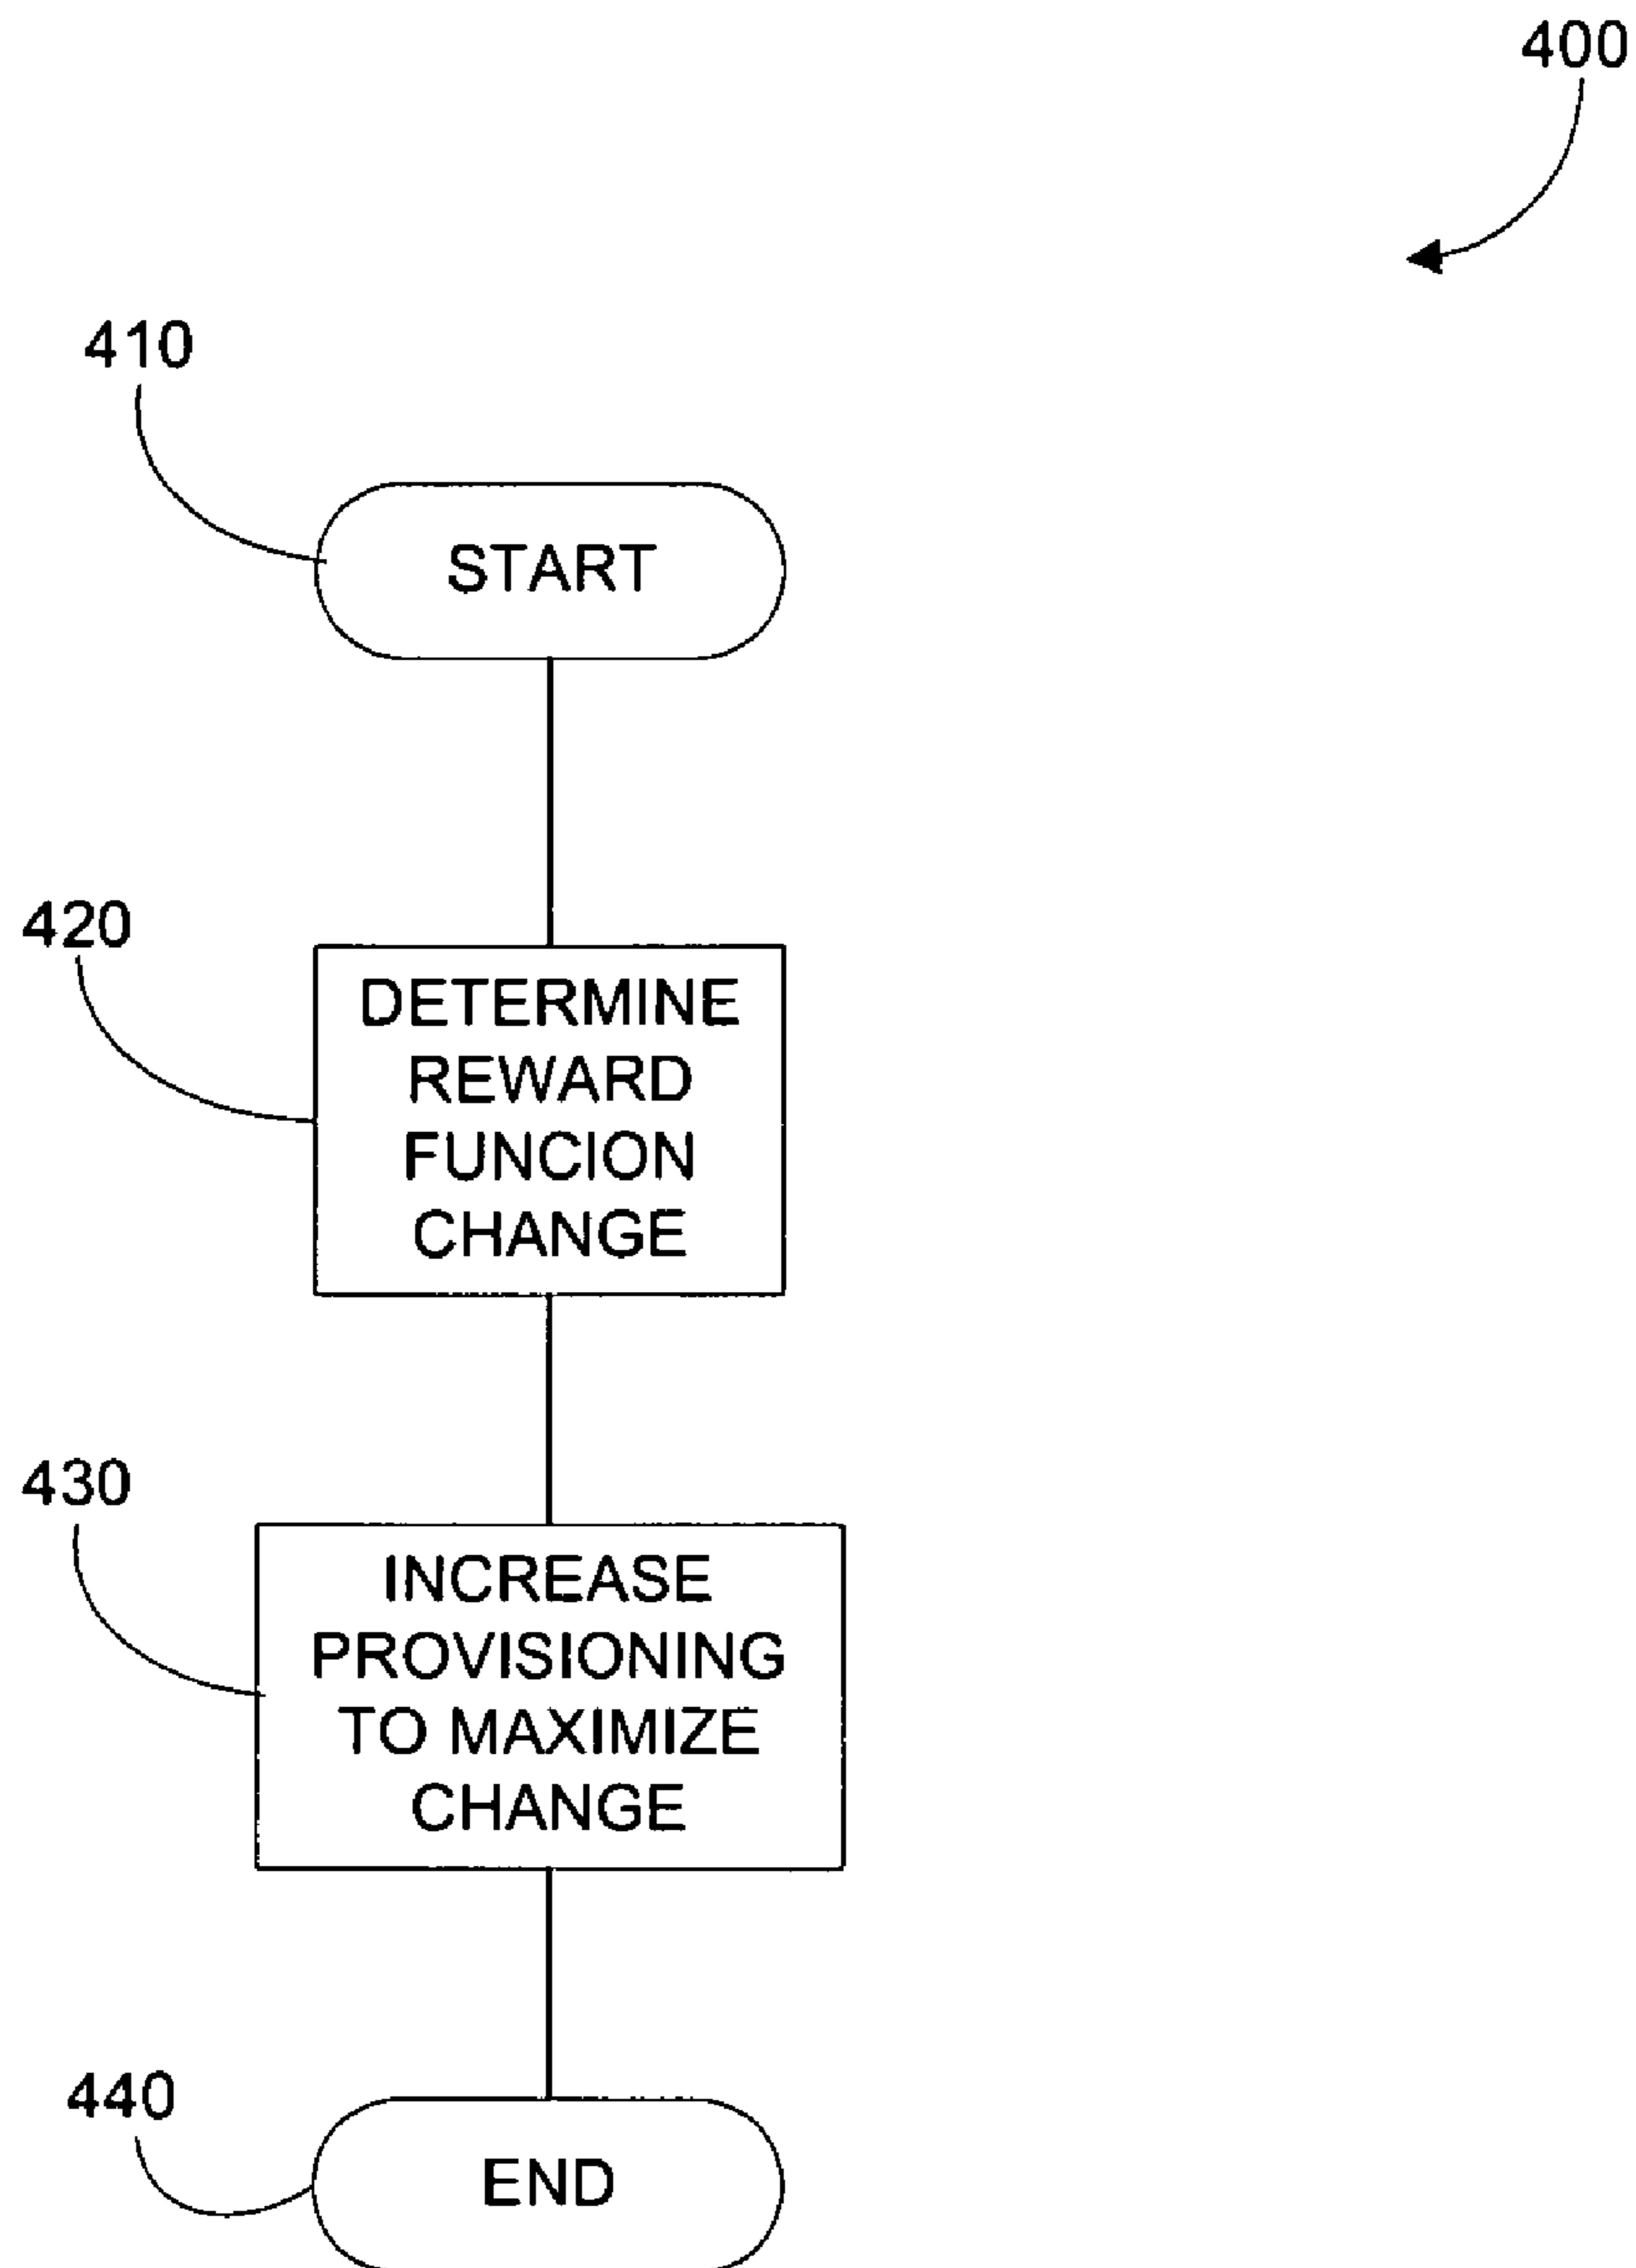 400
410
START
420
DETERMINE
REWARD
FUNCION
CHANGE
430
INCREASE
PROVISIONING
TO MAXIMIZE
CHANGE
440
END